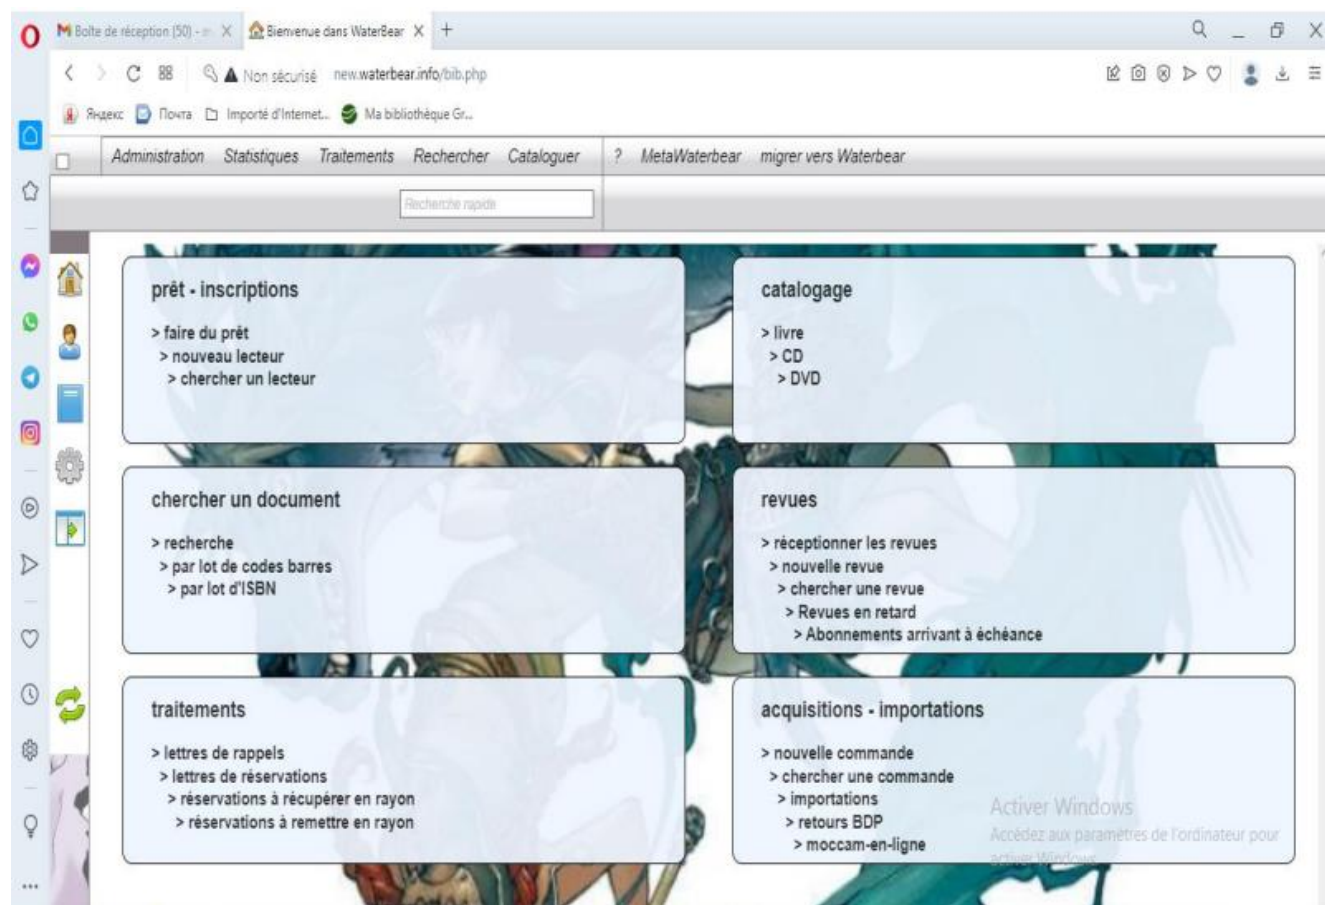 Boîte de réception (50) -
Bienvenue dans WaterBear
Non sécurisé new.waterbear.info/bib.php
Яндекс Почта Importé d'Internet... Ma bibliothèque Gr...
Administration Statistiques Traitements Rechercher Cataloguer ? MetaWaterbear migrer vers Waterbear
Recherche rapide
prêt - inscriptions
> faire du prêt
> nouveau lecteur
> chercher un lecteur
catalogage
> livre
> CD
> DVD
chercher un document
> recherche
> par lot de codes barres
> par lot d'ISBN
revues
> réceptionner les revues
> nouvelle revue
> chercher une revue
> Revues en retard
> Abonnements arrivant à échéance
traitements
> lettres de rappels
> lettres de réservations
> réservations à récupérer en rayon
> réservations à remettre en rayon
acquisitions - importations
> nouvelle commande
> chercher une commande
> importations
> retours BDP
> moccam-en-ligne
Activer Windows
Accédez aux paramètres de l'ordinateur pour
activer Windows.